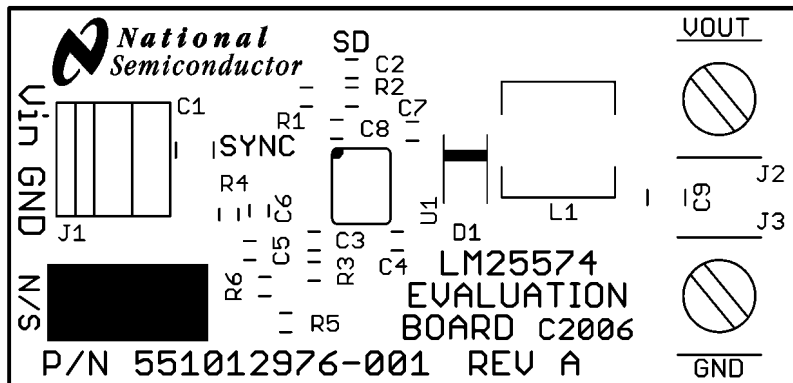 National
Semiconductor
SD
VOUT
C2
R2
Vin GND
C1
R1
C7
C8
SYNC
J2
R4
C6
U1
L1
C9
J1
D1
J3
C5
C3
R3
C4
N/S
R6
R5
LM25574
EVALUATION
BOARD C2006
P/N 551012976-001 REV A
GND